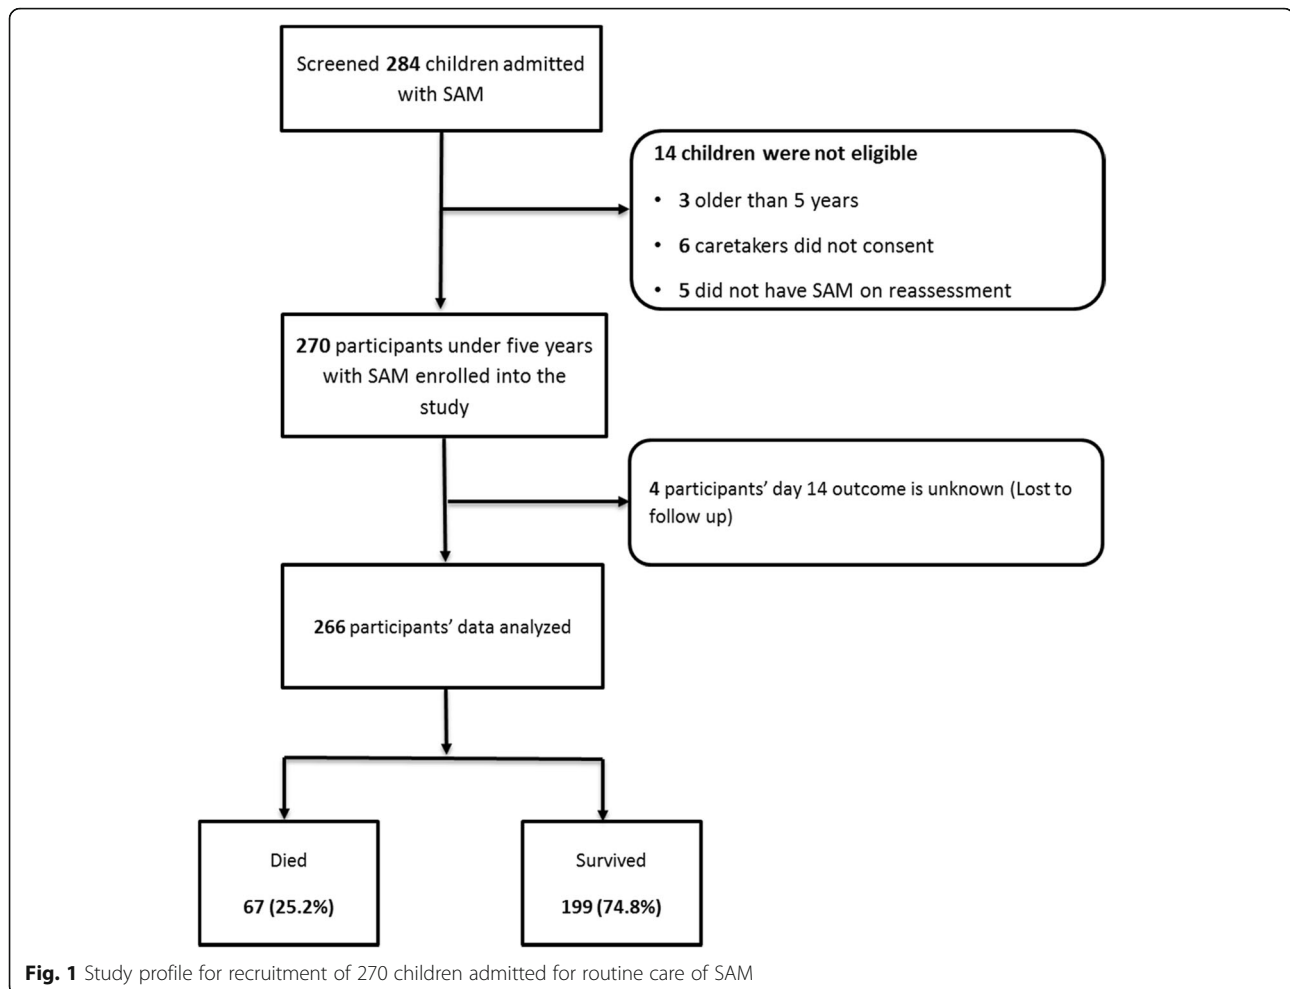 Screened 284 children admitted
with SAM
14 children were not eligible
• 3 older than 5 years
• 6 caretakers did not consent
• 5 did not have SAM on reassessment
270 participants under five years
with SAM enrolled into the
study
4 participants’ day 14 outcome is unknown (Lost to
follow up)
266 participants’ data analyzed
Died
67 (25.2%)
Survived
199 (74.8%)
Fig. 1 Study profile for recruitment of 270 children admitted for routine care of SAM